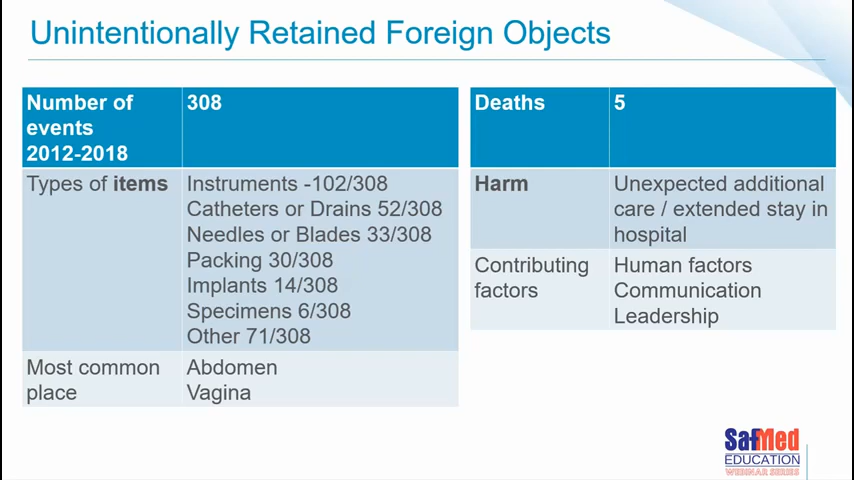 Unintentionally Retained Foreign Objects
Number of
events
2012-2018
308
Types of items
Instruments -102/308
Catheters or Drains 52/308
Needles or Blades 33/308
Packing 30/308
Implants 14/308
Specimens 6/308
Other 71/308
Most common
place
Abdomen
Vagina
Deaths
5
Harm
Unexpected additional
care / extended stay in
hospital
Contributing
factors
Human factors
Communication
Leadership
SafMed
EDUCATION
WEBINAR SERIES